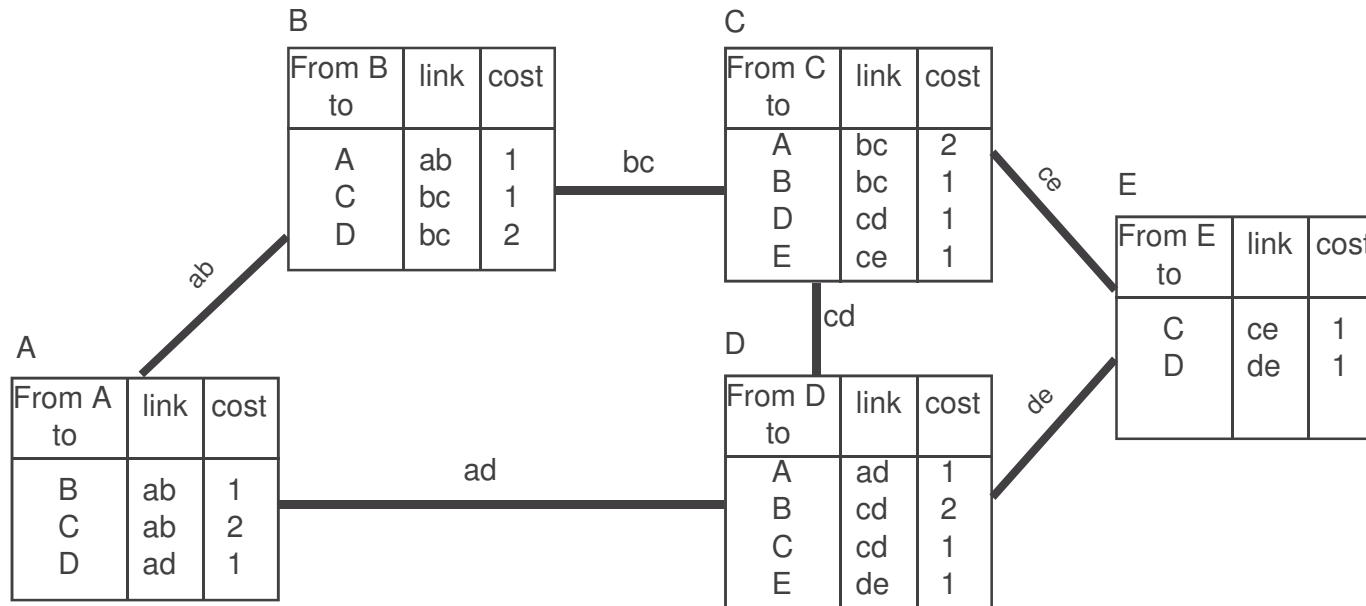 B
From B to link cost
A ab 1
C bc 1
D bc 2
bc
C
From C to link cost
A bc 2
B bc 1
D cd 1
E ce 1
ce
E
From E to link cost
C ce 1
D de 1
ab
cd
A
From A to link cost
B ab 1
C ab 2
D ad 1
ad
D
From D to link cost
A ad 1
B cd 2
C cd 1
E de 1
de